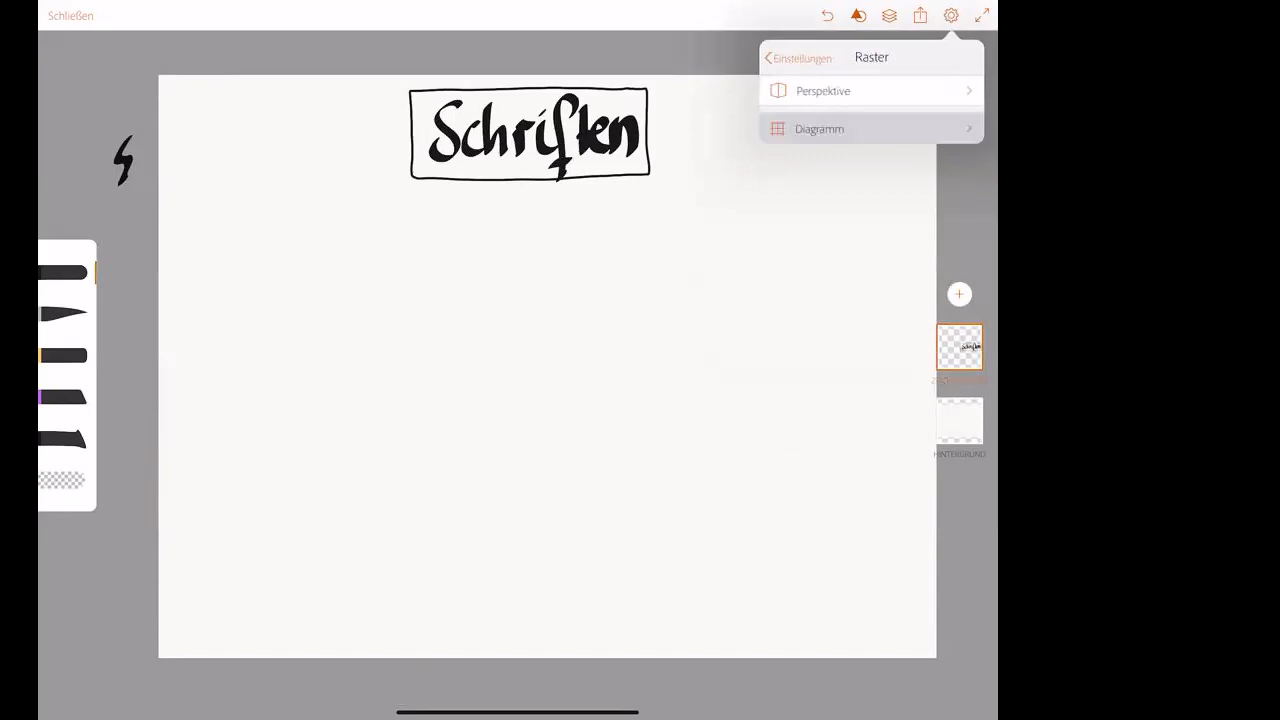 Schließen
Einstellungen
Raster
Perspektive
Diagramm
Schriften
HINTERGRUND